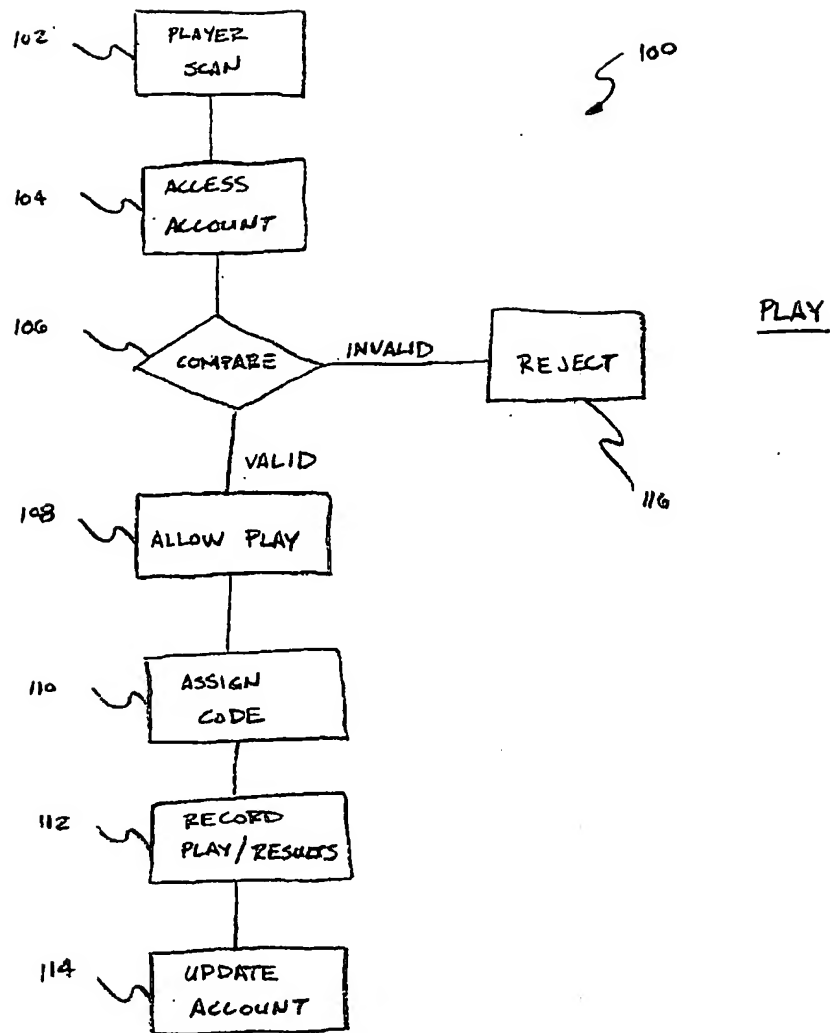 102
PLAYER
SCAN
100
104
ACCESS
ACCOUNT
106
COMPARE
INVALID
REJECT
PLAY
116
VALID
108
ALLOW PLAY
110
ASSIGN
CODE
112
RECORD
PLAY/RESULTS
114
UPDATE
ACCOUNT